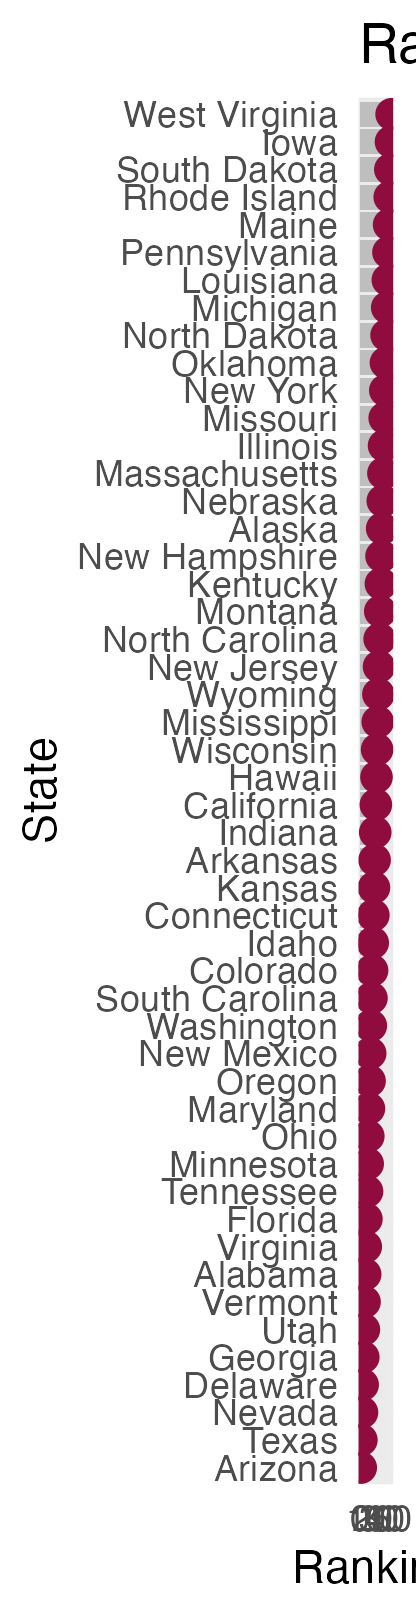 Ra
West Virginia
Iowa
South Dakota
Rhode Island
Maine
Pennsylvania
Louisiana
Michigan
North Dakota
Oklahoma
New York
Missouri
Illinois
Massachusetts
Nebraska
Alaska
New Hampshire
Kentucky
Montana
North Carolina
New Jersey
Wyoming
Mississippi
Wisconsin
Hawaii
California
Indiana
Arkansas
Kansas
Connecticut
Idaho
Colorado
South Carolina
Washington
New Mexico
Oregon
Maryland
Ohio
Minnesota
Tennessee
Florida
Virginia
Alabama
Vermont
Utah
Georgia
Delaware
Nevada
Texas
Arizona
State
Rankin